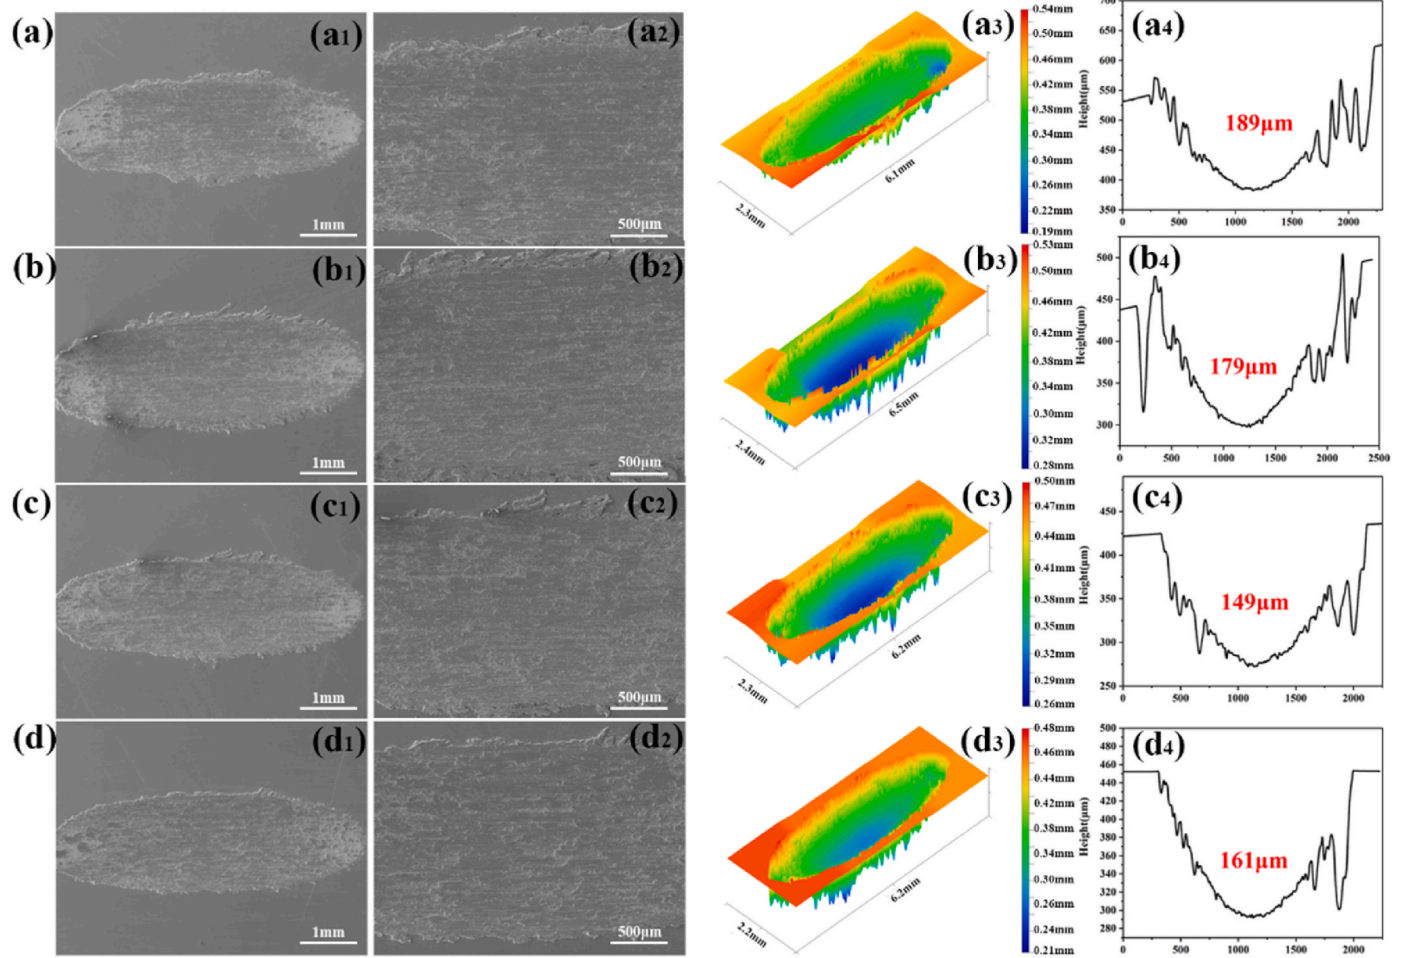 (a)
(a1)
1mm
(a2)
500μm
(a3)
6.1mm
2.3mm
0.54mm
0.50mm
0.46mm
0.42mm
0.38mm
0.34mm
0.30mm
0.26mm
0.22mm
0.19mm
(a4)
189μm
Height(μm)
700
650
600
550
500
450
400
350
0 500 1000 1500 2000
(b)
(b1)
1mm
(b2)
500μm
(b3)
6.5mm
2.4mm
0.53mm
0.50mm
0.46mm
0.42mm
0.38mm
0.34mm
0.30mm
0.32mm
0.28mm
(b4)
179μm
Height(μm)
500
450
400
350
300
0 500 1000 1500 2000 2500
(c)
(c1)
1mm
(c2)
500μm
(c3)
6.2mm
2.3mm
0.50mm
0.47mm
0.44mm
0.41mm
0.38mm
0.35mm
0.32mm
0.29mm
0.26mm
(c4)
149μm
Height(μm)
450
400
350
300
250
0 500 1000 1500 2000
(d)
(d1)
1mm
(d2)
500μm
(d3)
6.2mm
2.2mm
0.48mm
0.46mm
0.44mm
0.42mm
0.38mm
0.34mm
0.30mm
0.26mm
0.24mm
0.21mm
(d4)
161μm
Height(μm)
500
480
460
440
420
400
380
360
340
320
300
280
0 500 1000 1500 2000